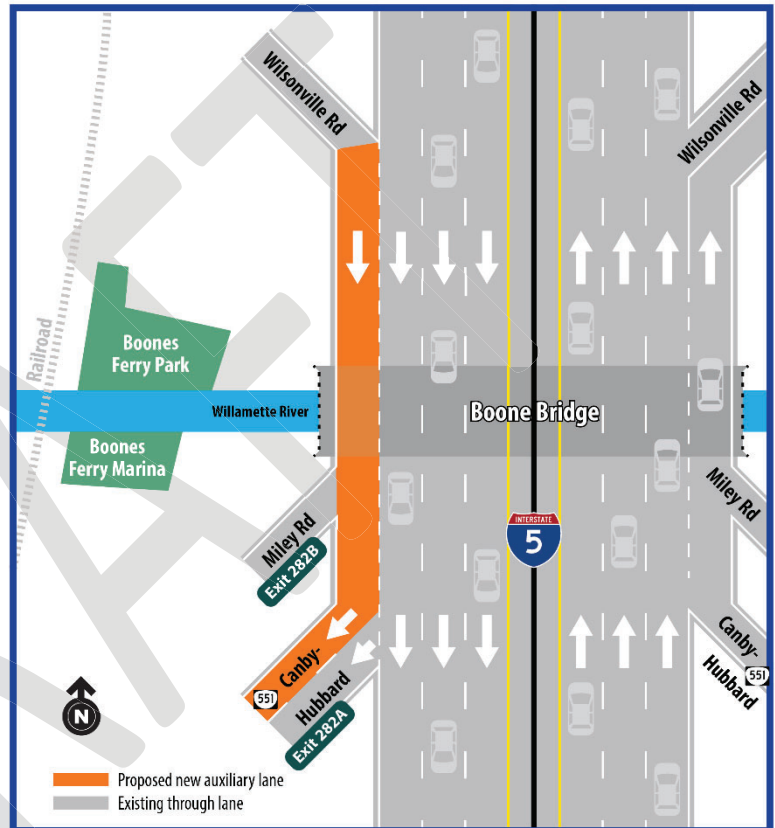 Wilsonville Rd
Wilsonville Rd
Railroad
Boones
Ferry Park
Willamette River
Boone Bridge
Boones
Ferry Marina
Miley Rd
Exit 282B
INTERSTATE
5
Miley Rd
Canby-
Hubbard
551
Exit 282A
Canby-
Hubbard
551
N
Proposed new auxiliary lane
Existing through lane